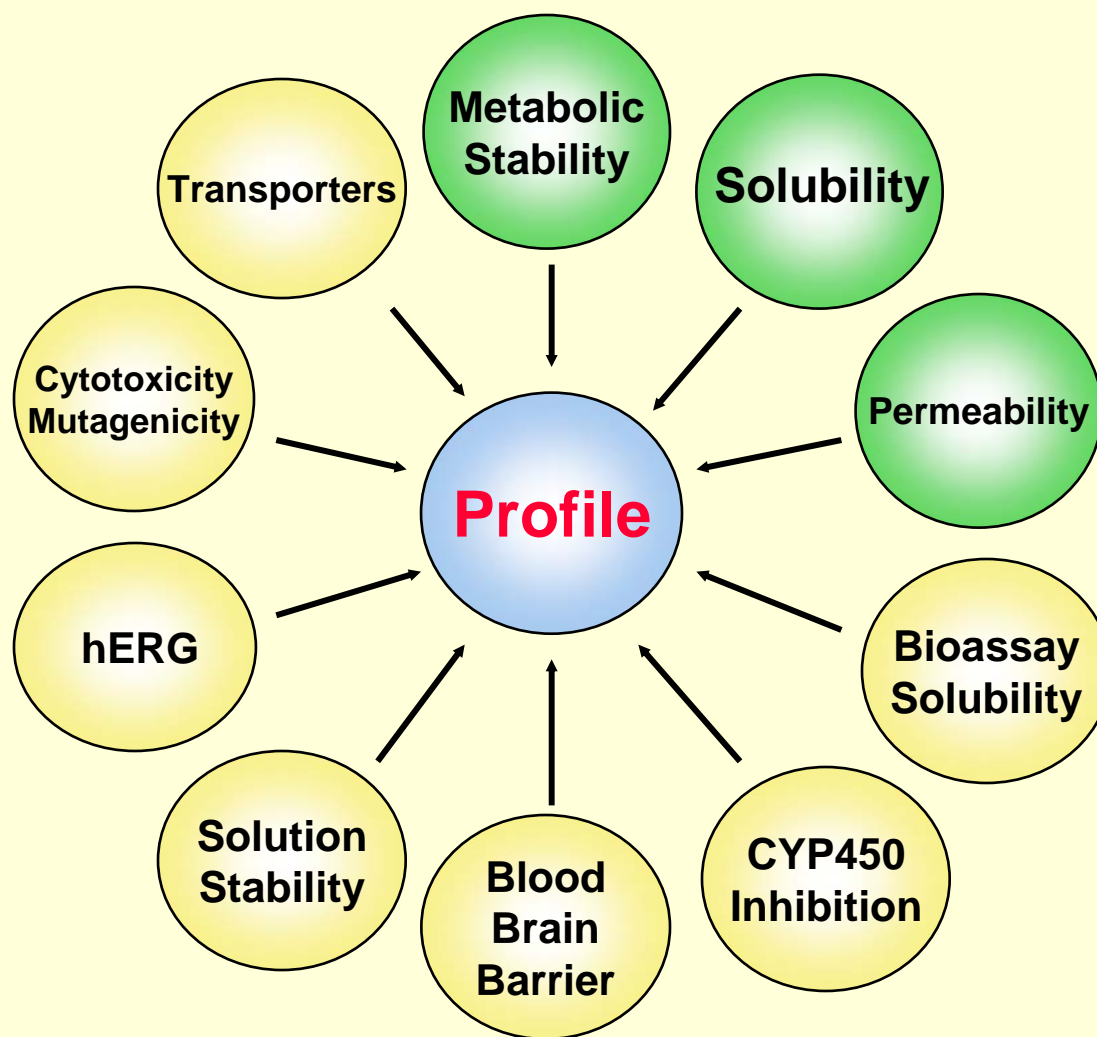 Metabolic
Stability
Solubility
Transporters
Permeability
Cytotoxicity
Mutagenicity
Profile
hERG
Bioassay
Solubility
Solution
Stability
Blood
Brain
Barrier
CYP450
Inhibition